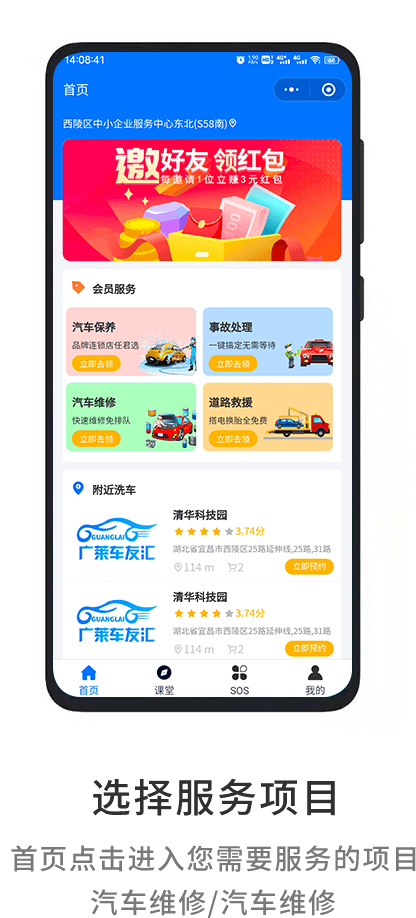 14:08:41
首页
西陵区中小企业服务中心东北(S58南)
邀好友 领红包
每邀请1位立赚3元红包
会员服务
汽车保养
品牌连锁店任君选
立即去领
事故处理
一键搞定无需等待
立即去领
汽车维修
快速维修免排队
立即去领
道路救援
搭电换胎全免费
立即去领
附近洗车
清华科技园
3.74分
湖北省宜昌市西陵区25路延伸线,25路,31路
114 m 2
立即预约
GUANGLAI
广莱车友汇
清华科技园
3.74分
湖北省宜昌市西陵区25路延伸线,25路,31路
114 m 2
立即预约
GUANGLAI
广莱车友汇
首页
课堂
SOS
我的
选择服务项目
首页点击进入您需要服务的项目
汽车维修/汽车维修